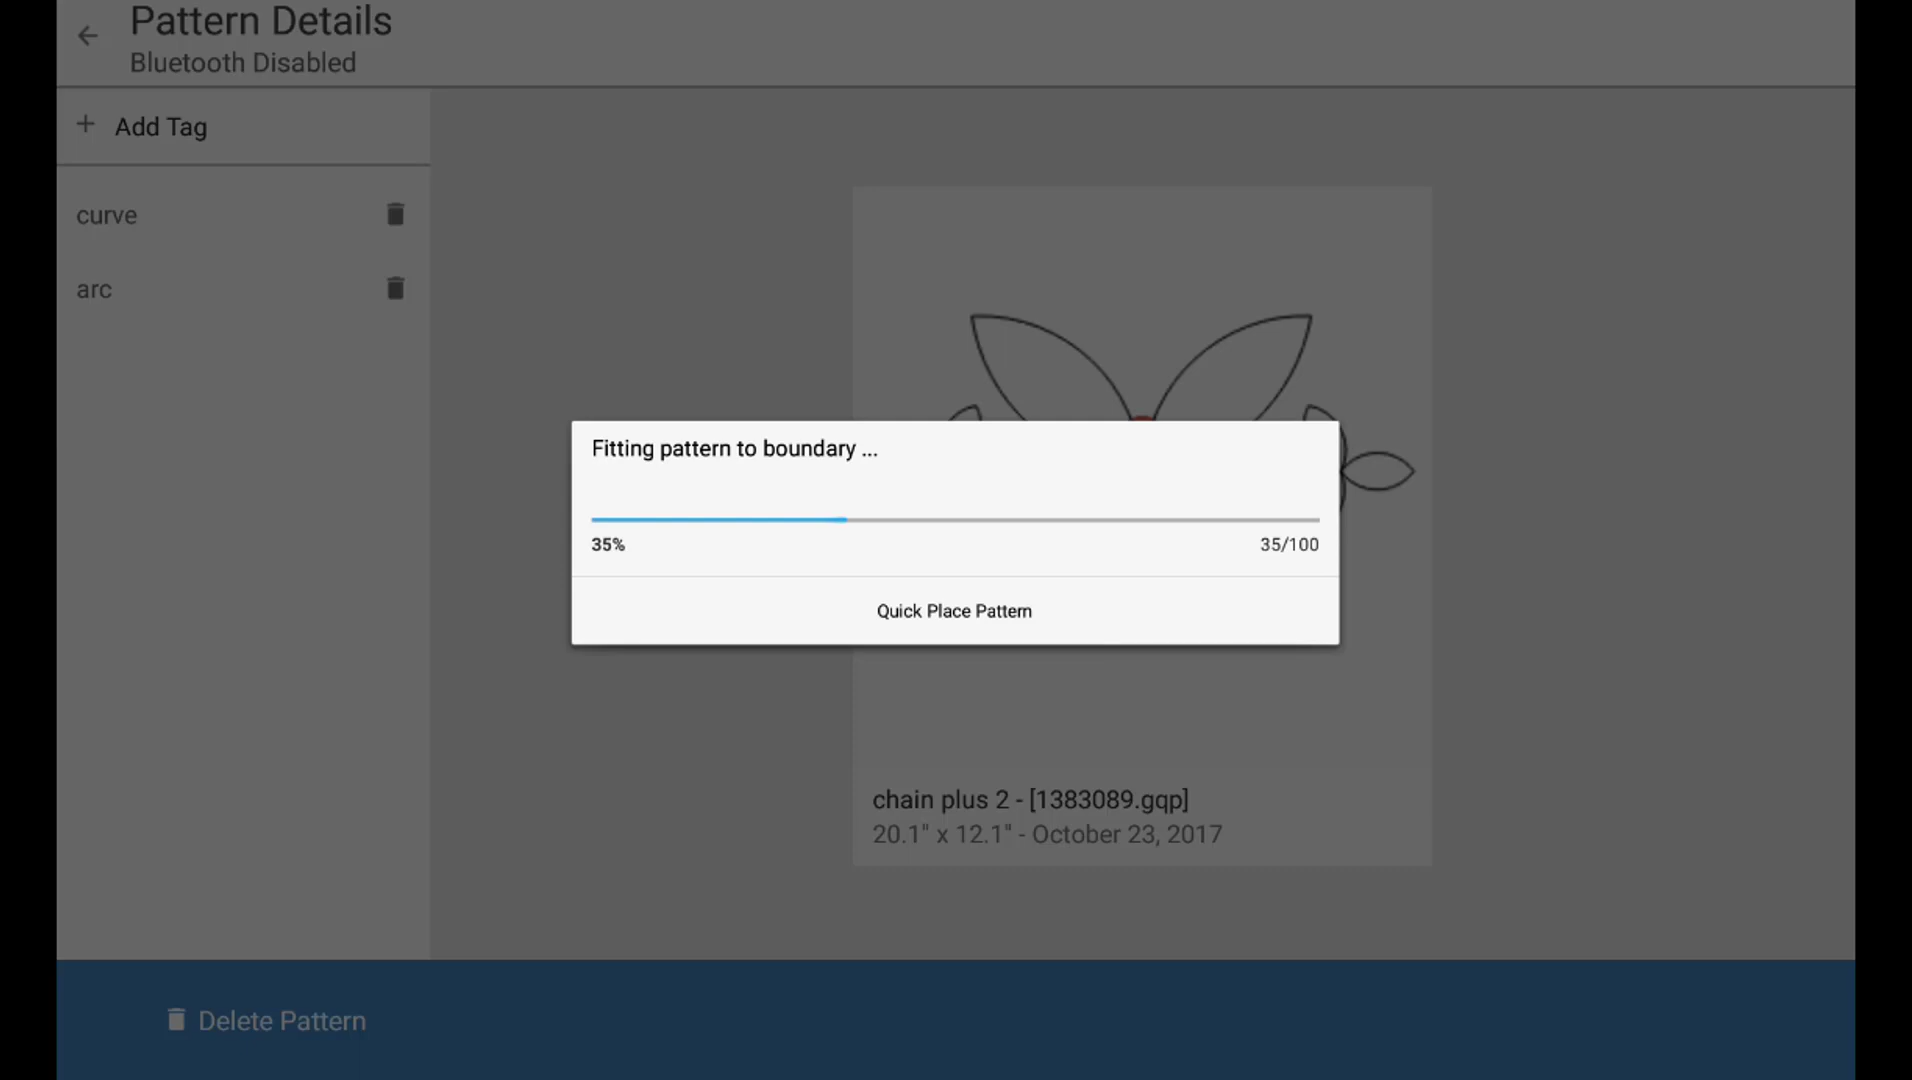 Pattern Details
Bluetooth Disabled
+ Add Tag
curve
arc
Fitting pattern to boundary ...
35%
35/100
Quick Place Pattern
chain plus 2 - [1383089.gqp]
20.1" x 12.1" - October 23, 2017
Delete Pattern